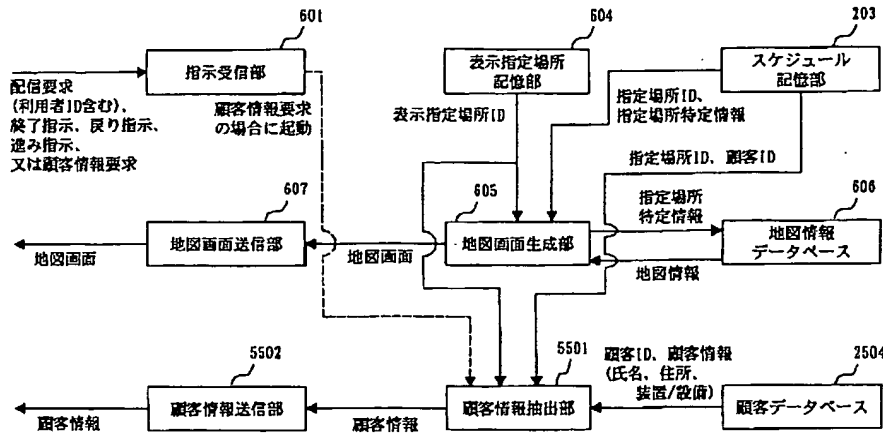 601
指示受信部
配信要求
(利用者ID含む)、
終了指示、戻り指示、
進み指示、
又は顧客情報要求
顧客情報要求
の場合に起動
604
表示指定場所
記憶部
表示指定場所ID
203
スケジュール
記憶部
指定場所ID、
指定場所特定情報
指定場所ID、顧客ID
607
地図画面送信部
地図画面
地図画面
605
地図画面生成部
指定場所
特定情報
地図情報
606
地図情報
データベース
5502
顧客情報送信部
顧客情報
顧客情報
5501
顧客情報抽出部
顧客ID、顧客情報
(氏名、住所、
装置/設備)
2504
顧客データベース